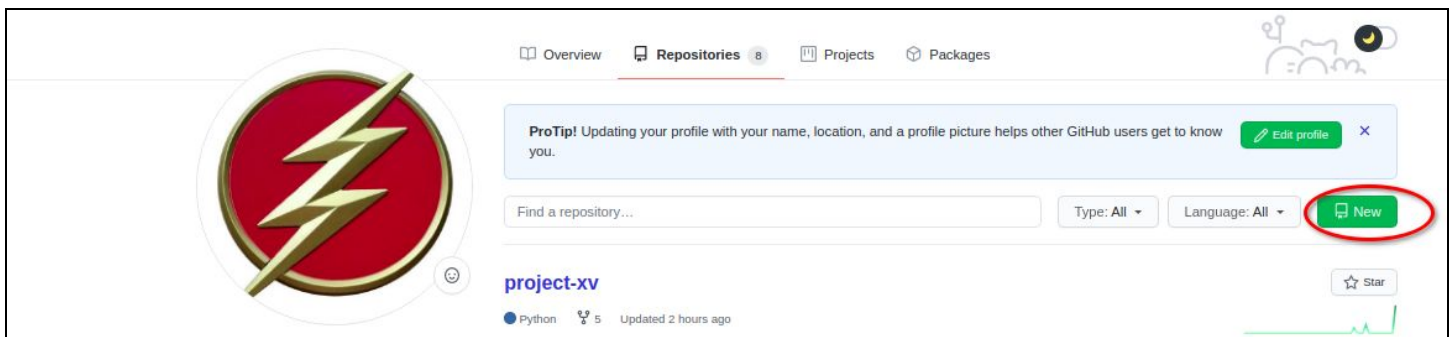 Overview Repositories 8 Projects Packages
ProTip! Updating your profile with your name, location, and a profile picture helps other GitHub users get to know
you.
Edit profile
Find a repository…
Type: All
Language: All
New
project-xv
Star
Python 5 Updated 2 hours ago